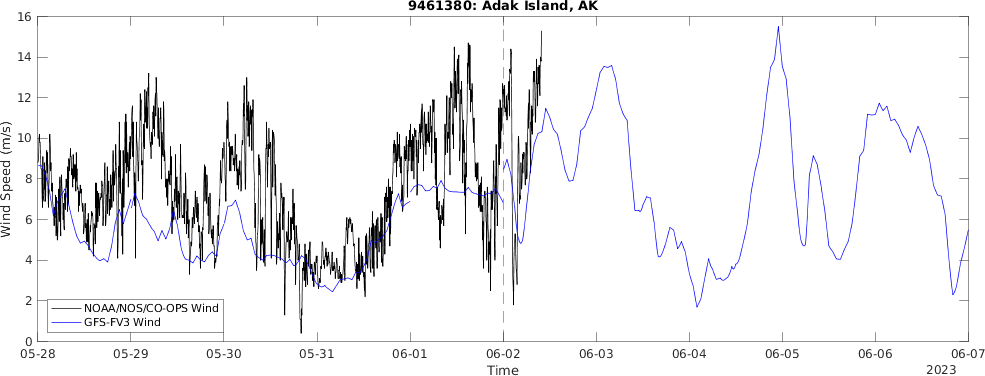 9461380: Adak Island, AK
Wind Speed (m/s)
16
14
12
10
8
6
4
2
0
NOAA/NOS/CO-OPS Wind
GFS-FV3 Wind
05-28 05-29 05-30 05-31 06-01 06-02 06-03 06-04 06-05 06-06 06-07
Time
2023